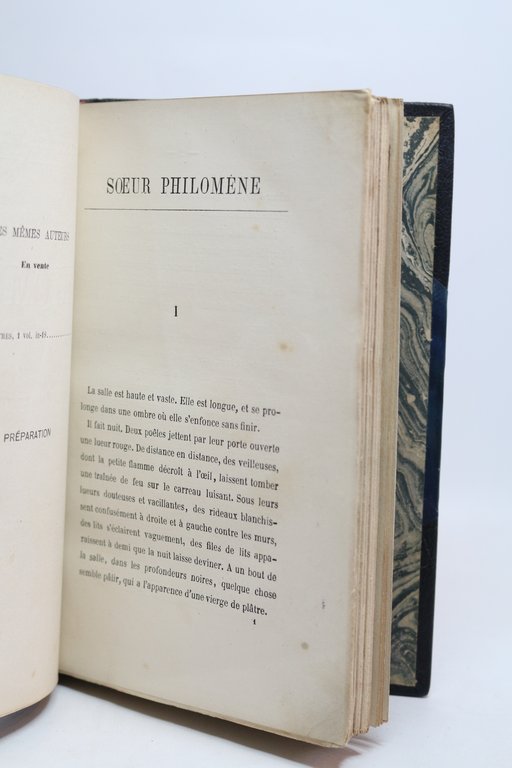 ES MÊMES AUTEURS
En vente
1 vol. in-18
PRÉPARATION
SŒUR PHILOMÈNE
I
La salle est haute et vaste. Elle est longue, et se pro-
longe dans une ombre où elle s'enfonce sans finir.
Il fait nuit. Deux poêles jettent par leur porte ouverte
une lueur rouge. De distance en distance, des veilleuses,
dont la petite flamme décroît à l'œil, laissent tomber
une traînée de feu sur le carreau luisant. Sous leurs
lueurs douteuses et vacillantes, des rideaux blanchis-
sent confusément à droite et à gauche contre les murs,
des lits s'éclairent vaguement, des files de lits appa-
raissent à demi que la nuit laisse deviner. A un bout de
la salle, dans les profondeurs noires, quelque chose
semble pâlir, qui a l'apparence d'une vierge de plâtre.
1